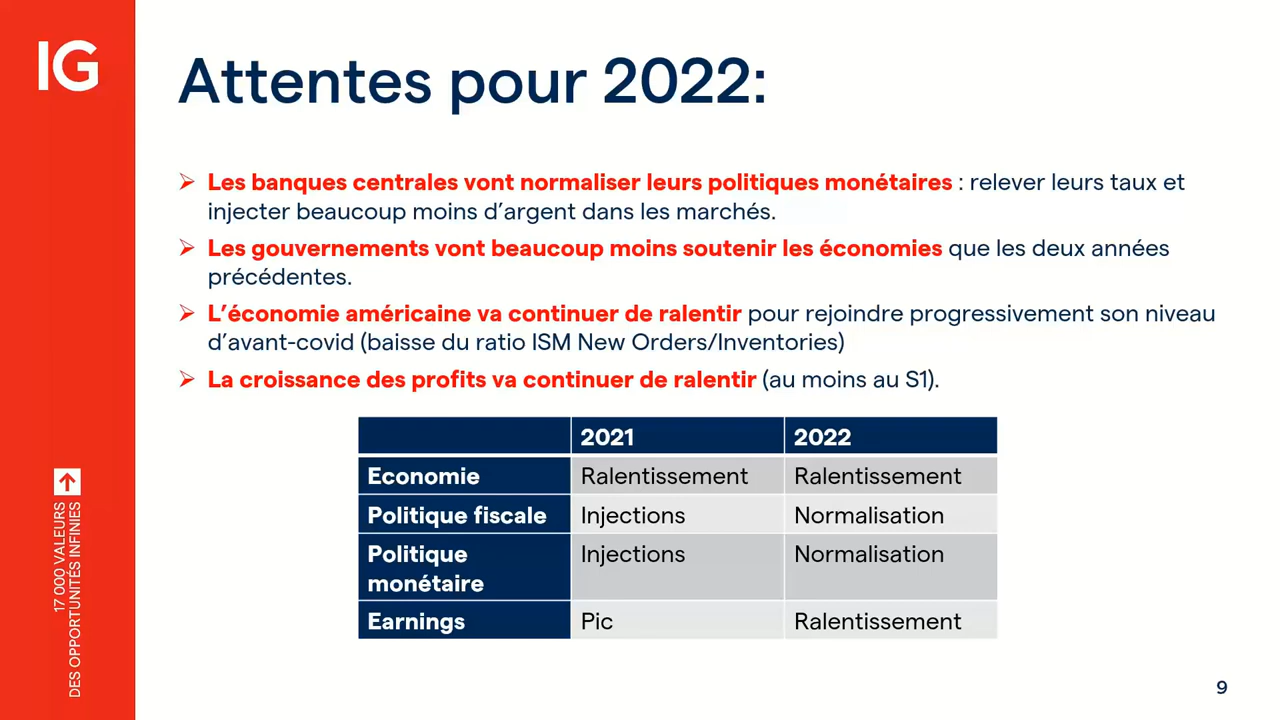 IG
Attentes pour 2022:
➢ Les banques centrales vont normaliser leurs politiques monétaires : relever leurs taux et
injecter beaucoup moins d’argent dans les marchés.
➢ Les gouvernements vont beaucoup moins soutenir les économies que les deux années
précédentes.
➢ L’économie américaine va continuer de ralentir pour rejoindre progressivement son niveau
d’avant-covid (baisse du ratio ISM New Orders/Inventories)
➢ La croissance des profits va continuer de ralentir (au moins au S1).
2021 2022
Economie Ralentissement Ralentissement
Politique fiscale Injections Normalisation
Politique Injections Normalisation
monétaire
Earnings Pic Ralentissement
17 000 VALEURS
DES OPPORTUNITÉS INFINIES
9